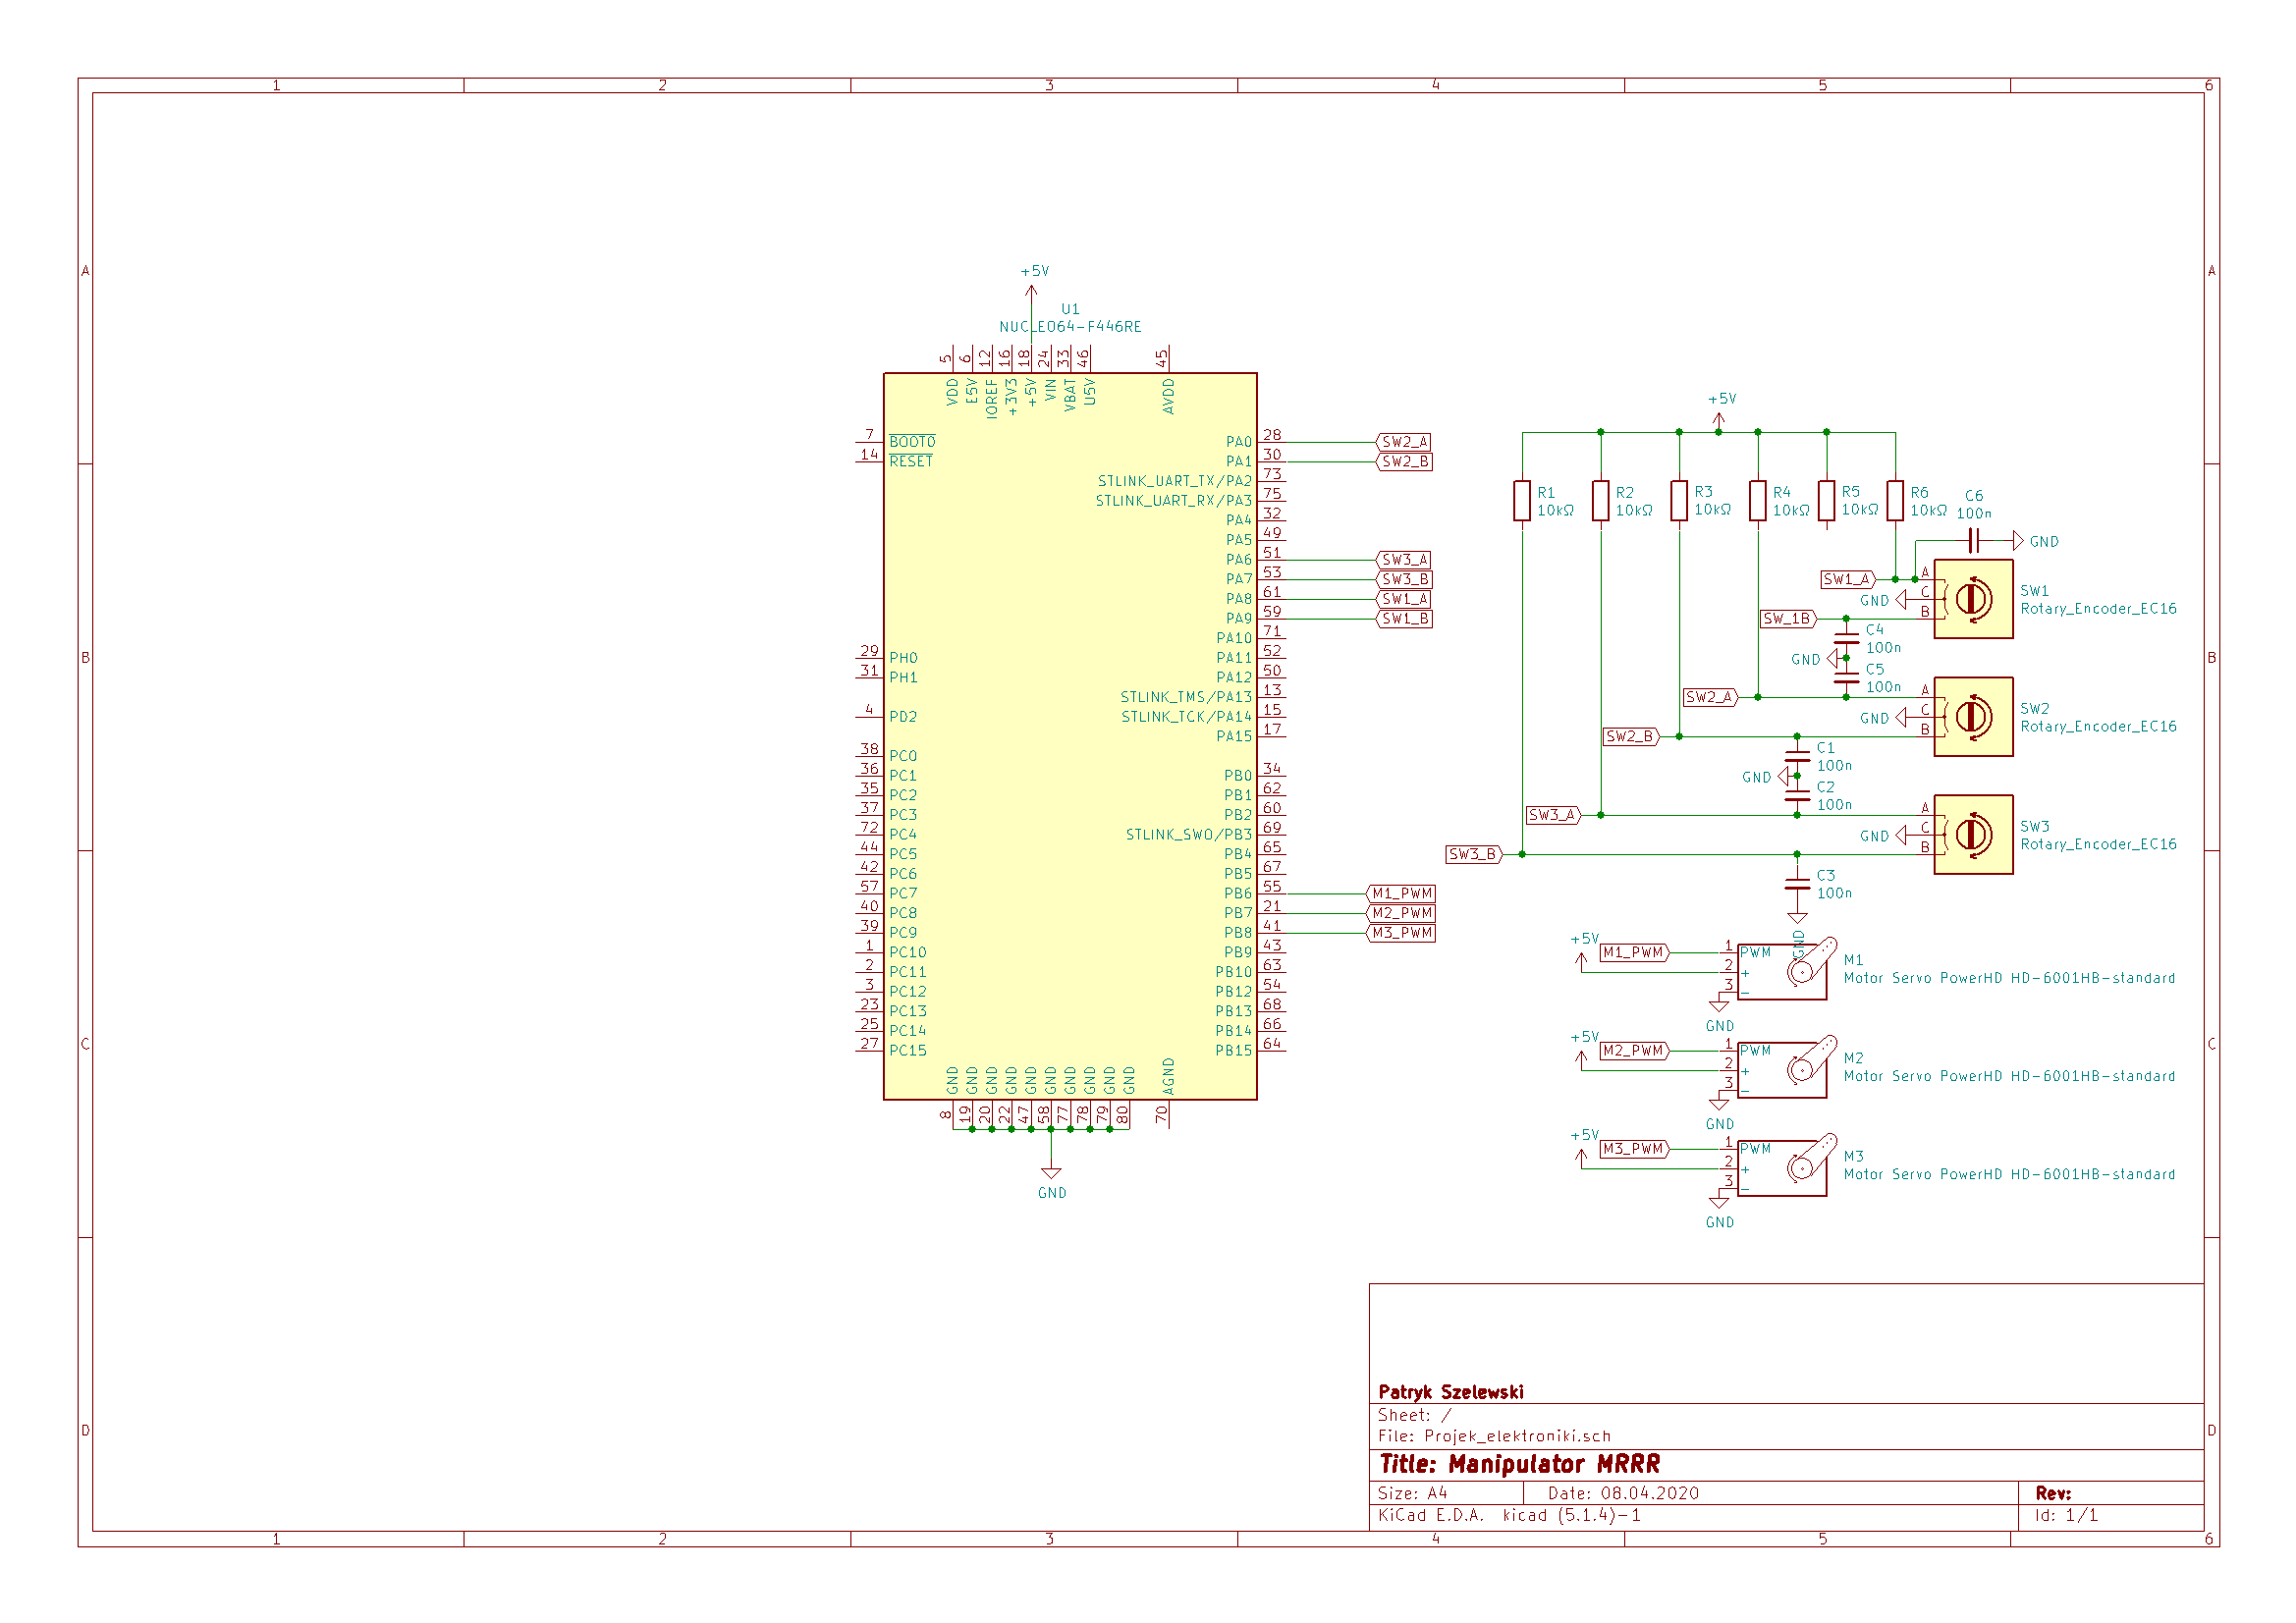 1 2 3 4 5 6
A A
+5V
U1
NUCLEO64-F446RE
5 6 12 16 18 24 33 46 45
VDD E5V IOREF +3V3 +5V VIN VBAT U5V AVDD
7 BOOT0
14 RESET
29 PH0
31 PH1
4 PD2
38 PC0
36 PC1
35 PC2
37 PC3
72 PC4
44 PC5
42 PC6
57 PC7
40 PC8
39 PC9
1 PC10
2 PC11
3 PC12
23 PC13
25 PC14
27 PC15
PA0 28 SW2_A
PA1 30 SW2_B
STLINK_UART_TX/PA2 73
STLINK_UART_RX/PA3 75
PA4 32
PA5 49
PA6 51 SW3_A
PA7 53 SW3_B
PA8 61 SW1_A
PA9 59 SW1_B
PA10 71
PA11 52
PA12 50
STLINK_TMS/PA13 13
STLINK_TCK/PA14 15
PA15 17
PB0 34
PB1 62
PB2 60
STLINK_SWO/PB3 69
PB4 65
PB5 67
PB6 55 M1_PWM
PB7 21 M2_PWM
PB8 41 M3_PWM
PB9 43
PB10 63
PB12 54
PB13 68
PB14 66
PB15 64
GND GND GND GND GND GND GND GND GND GND AGND
8 19 20 22 47 58 77 78 79 80 70
GND
+5V
R1
10kΩ
R2
10kΩ
R3
10kΩ
R4
10kΩ
R5
10kΩ
R6
10kΩ
C6
100n
GND
SW1_A
GND
SW_1B
A
C
B
SW1
Rotary_Encoder_EC16
C4
100n
GND
C5
100n
SW2_A
GND
SW2_B
A
C
B
SW2
Rotary_Encoder_EC16
C1
100n
GND
C2
100n
SW3_A
GND
SW3_B
A
C
B
SW3
Rotary_Encoder_EC16
C3
100n
GND
+5V
M1_PWM
1 PWM
2 +
3 -
GND
M1
Motor Servo PowerHD HD-6001HB-standard
+5V
M2_PWM
1 PWM
2 +
3 -
GND
M2
Motor Servo PowerHD HD-6001HB-standard
+5V
M3_PWM
1 PWM
2 +
3 -
GND
M3
Motor Servo PowerHD HD-6001HB-standard
B B
C C
D D
Patryk Szelewski
Sheet: /
File: Projek_elektroniki.sch
Title: Manipulator MRRR
Size: A4 Date: 08.04.2020 Rev:
KiCad E.D.A. kicad (5.1.4)-1 Id: 1/1
1 2 3 4 5 6